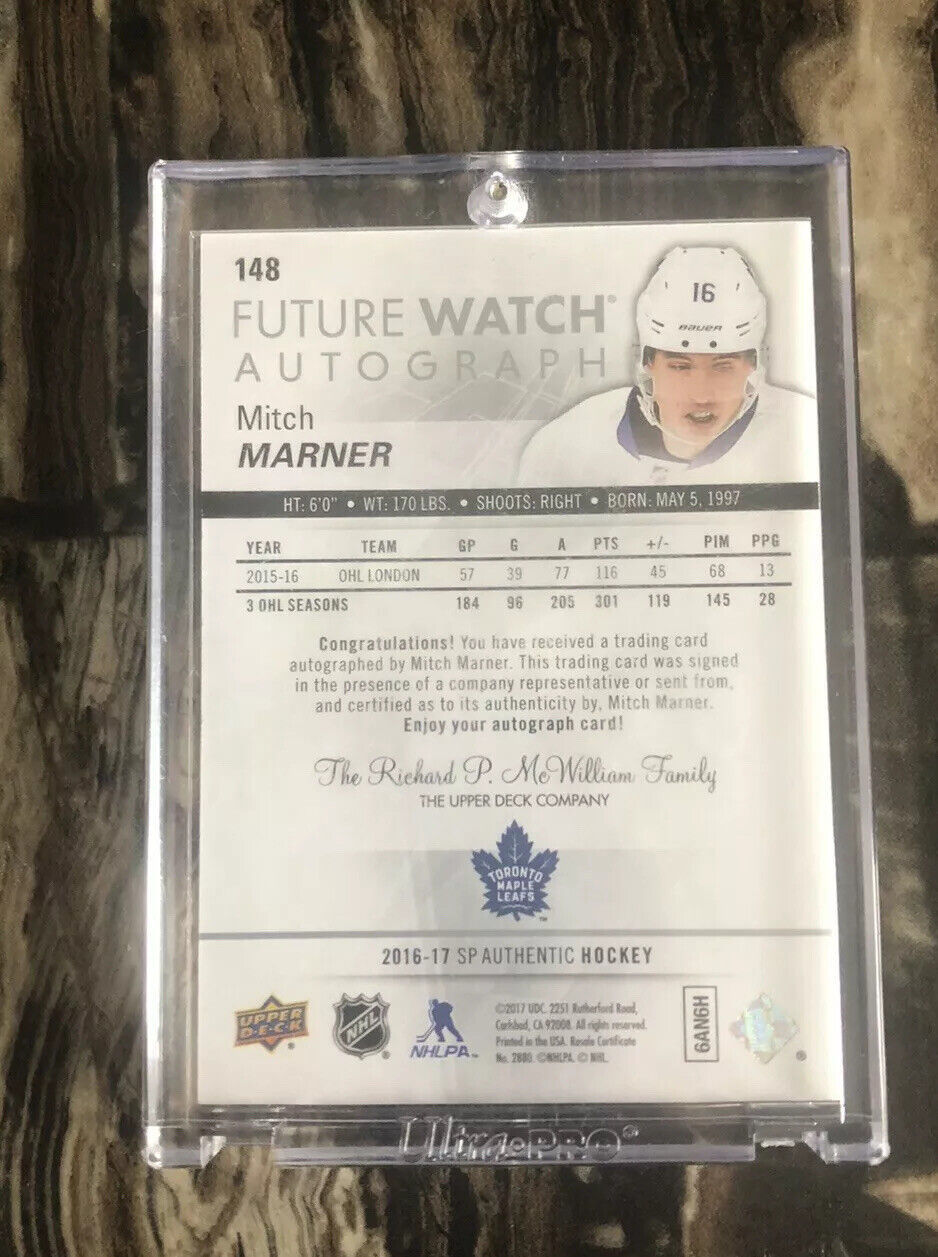 148
FUTURE WATCH®
AUTOGRAPH
Mitch
MARNER
16
BAUER
HT: 6'0" • WT: 170 LBS. • SHOOTS: RIGHT • BORN: MAY 5, 1997
YEAR TEAM GP G A PTS +/- PIM PPG
2015-16 OHL LONDON 57 39 77 116 45 68 13
3 OHL SEASONS 184 96 205 301 119 145 28
Congratulations! You have received a trading card
autographed by Mitch Marner. This trading card was signed
in the presence of a company representative or sent from,
and certified as to its authenticity by, Mitch Marner.
Enjoy your autograph card!
The Richard P. McWilliam Family
THE UPPER DECK COMPANY
TORONTO
MAPLE
LEAFS
TM
2016-17 SP AUTHENTIC HOCKEY
UPPER
DECK
NHL
NHLPA
©2017 UDC. 2251 Rutherford Road,
Carlsbad, CA 92008. All rights reserved.
Printed in the USA. Resale Certificate
No. 2880. ©NHLPA. © NHL.
6AN6H
Ultra•PRO®